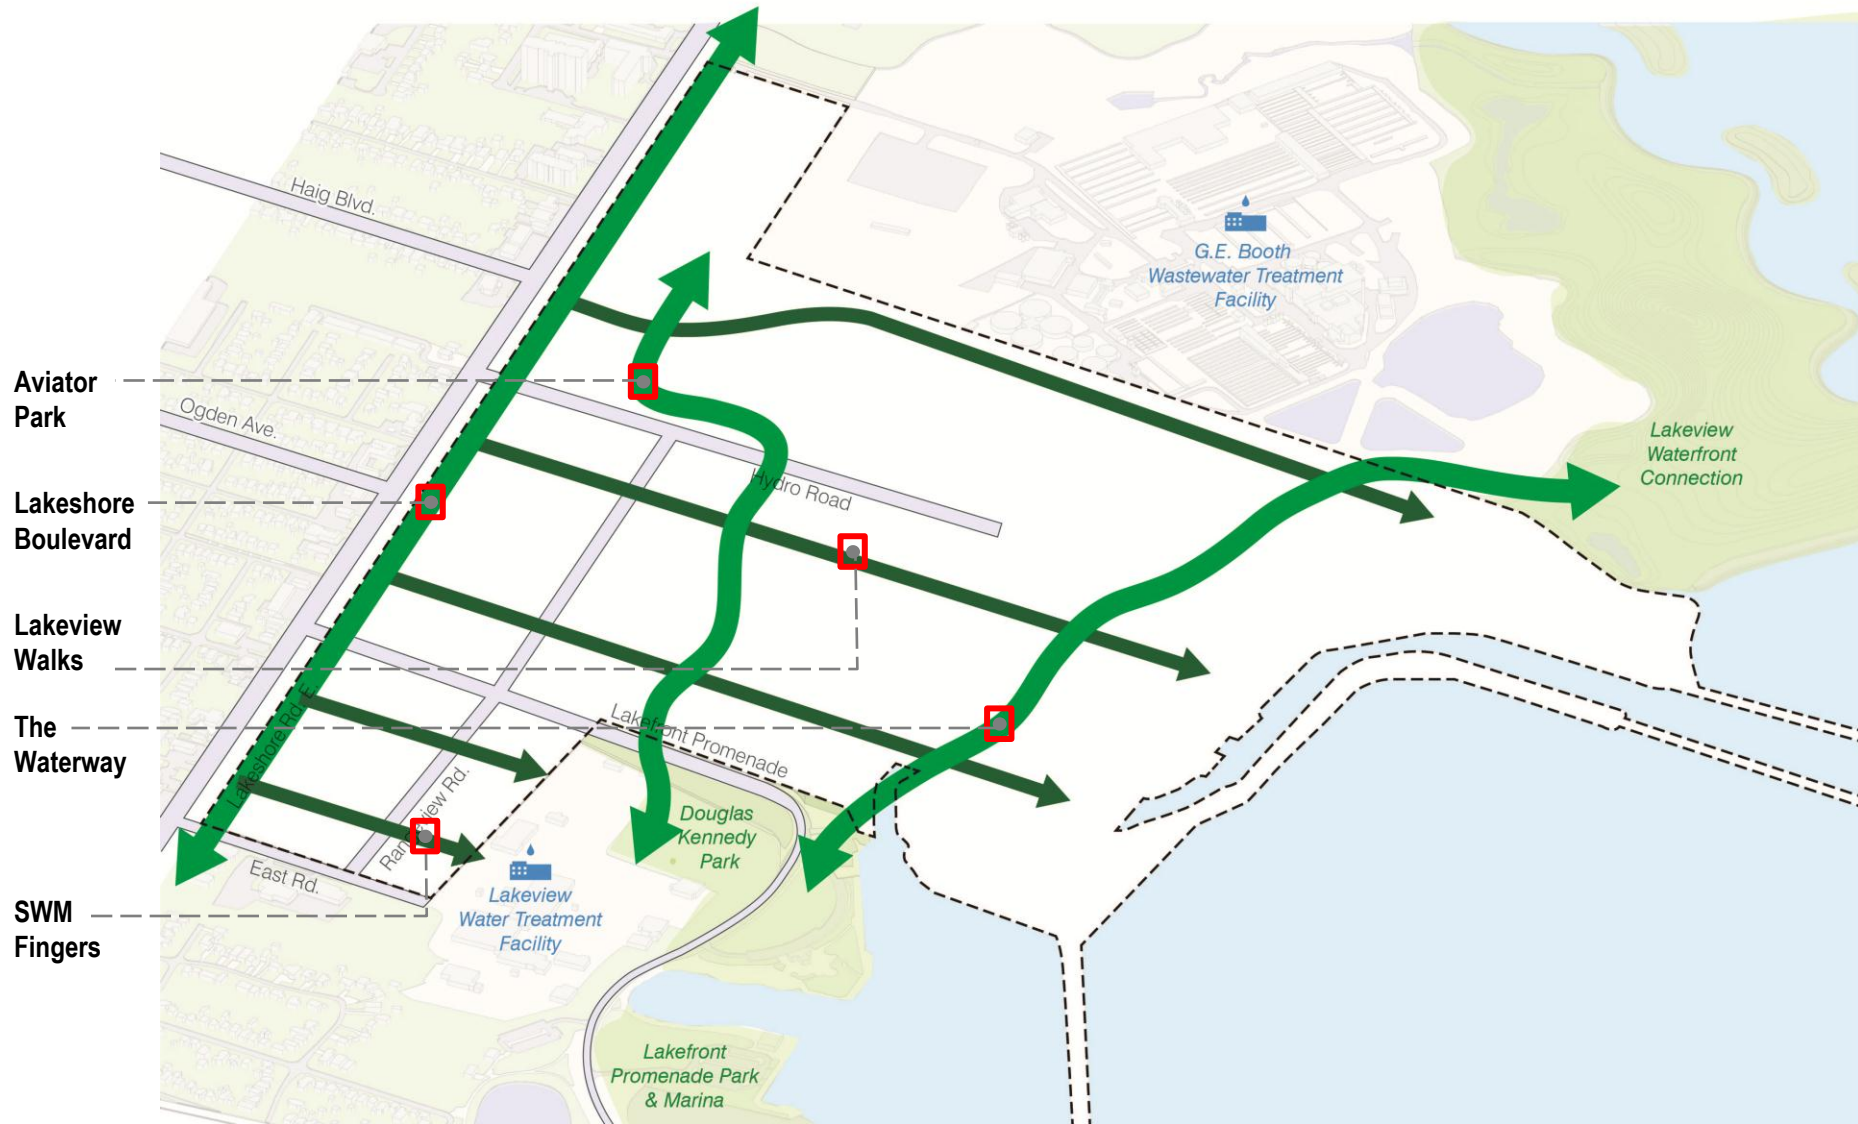 Haig Blvd.
G.E. Booth
Wastewater Treatment
Facility
Aviator
Park
Ogden Ave.
Lakeview
Waterfront
Connection
Hydro Road
Lakeshore
Boulevard
Lakeview
Walks
The
Waterway
Lakeshore Rd. E.
Lakefront Promenade
Rangeview Rd.
Douglas
Kennedy
Park
East Rd.
Lakeview
Water Treatment
Facility
SWM
Fingers
Lakefront
Promenade Park
& Marina